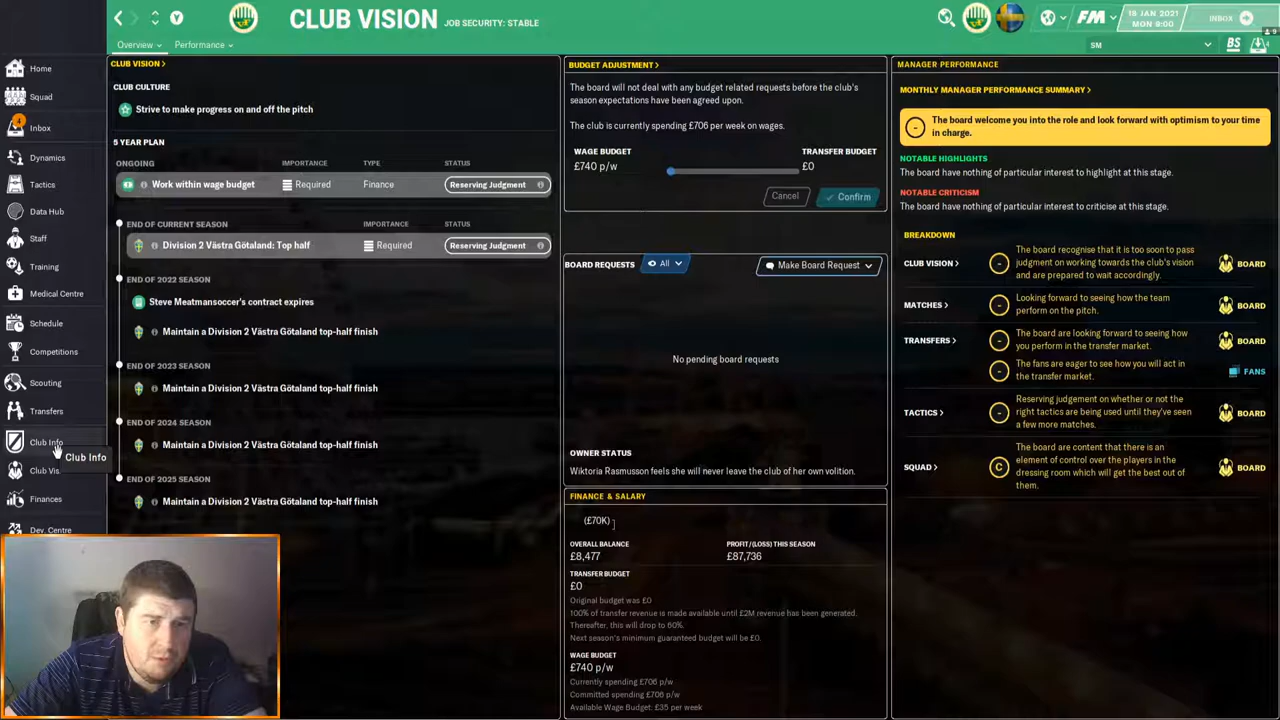 CLUB VISION
JOB SECURITY: STABLE
FM
18 JAN 2021
MON 9:00
INBOX
Overview
Performance
SM
BS
Home
Squad
4
Inbox
Dynamics
Tactics
Data Hub
Staff
Training
Medical Centre
Schedule
Competitions
Scouting
Transfers
Club Info
Club Info
Club Vis
Finances
Dev. Centre
CLUB VISION
CLUB CULTURE
Strive to make progress on and off the pitch
5 YEAR PLAN
ONGOING IMPORTANCE TYPE STATUS
Work within wage budget Required Finance Reserving Judgment
END OF CURRENT SEASON IMPORTANCE STATUS
Division 2 Västra Götaland: Top half Required Reserving Judgment
END OF 2022 SEASON
Steve Meatmansoccer's contract expires
Maintain a Division 2 Västra Götaland top-half finish
END OF 2023 SEASON
Maintain a Division 2 Västra Götaland top-half finish
END OF 2024 SEASON
Maintain a Division 2 Västra Götaland top-half finish
END OF 2025 SEASON
Maintain a Division 2 Västra Götaland top-half finish
BUDGET ADJUSTMENT
The board will not deal with any budget related requests before the club's
season expectations have been agreed upon.
The club is currently spending £706 per week on wages.
WAGE BUDGET TRANSFER BUDGET
£740 p/w £0
Cancel Confirm
BOARD REQUESTS All Make Board Request
No pending board requests
OWNER STATUS
Wiktoria Rasmusson feels she will never leave the club of her own volition.
FINANCE & SALARY
(£70K)
OVERALL BALANCE PROFIT/(LOSS) THIS SEASON
£8,477 £87,736
TRANSFER BUDGET
£0
Original budget was £0
100% of transfer revenue is made available until £2M revenue has been generated.
Thereafter, this will drop to 60%.
Next season's minimum guaranteed budget will be £0.
WAGE BUDGET
£740 p/w
Currently spending £706 p/w
Committed spending £706 p/w
Available Wage Budget: £35 per week
MANAGER PERFORMANCE
MONTHLY MANAGER PERFORMANCE SUMMARY
The board welcome you into the role and look forward with optimism to your time
in charge.
NOTABLE HIGHLIGHTS
The board have nothing of particular interest to highlight at this stage.
NOTABLE CRITICISM
The board have nothing of particular interest to criticise at this stage.
BREAKDOWN
CLUB VISION
The board recognise that it is too soon to pass
judgment on working towards the club's vision
and are prepared to wait accordingly.
BOARD
MATCHES
Looking forward to seeing how the team
perform on the pitch.
BOARD
TRANSFERS
The board are looking forward to seeing how
you perform in the transfer market.
BOARD
The fans are eager to see how you will act in
the transfer market.
FANS
TACTICS
Reserving judgement on whether or not the
right tactics are being used until they've seen
a few more matches.
BOARD
SQUAD
C
The board are content that there is an
element of control over the players in the
dressing room which will get the best out of
them.
BOARD